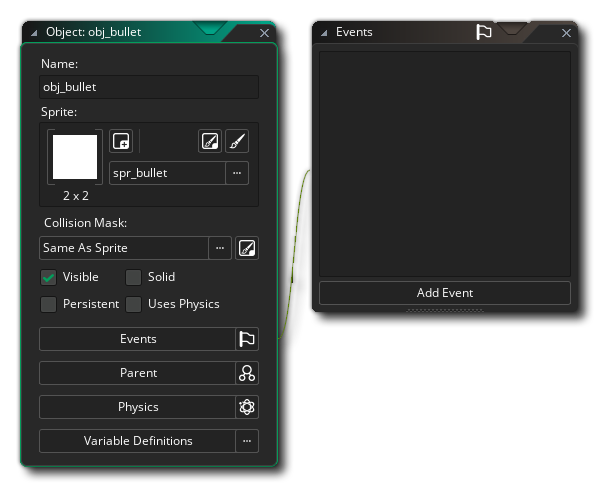 Object: obj_bullet
Name:
obj_bullet
Sprite:
spr_bullet
2 x 2
Collision Mask:
Same As Sprite
Visible
Solid
Persistent
Uses Physics
Events
Parent
Physics
Variable Definitions
Events
Add Event